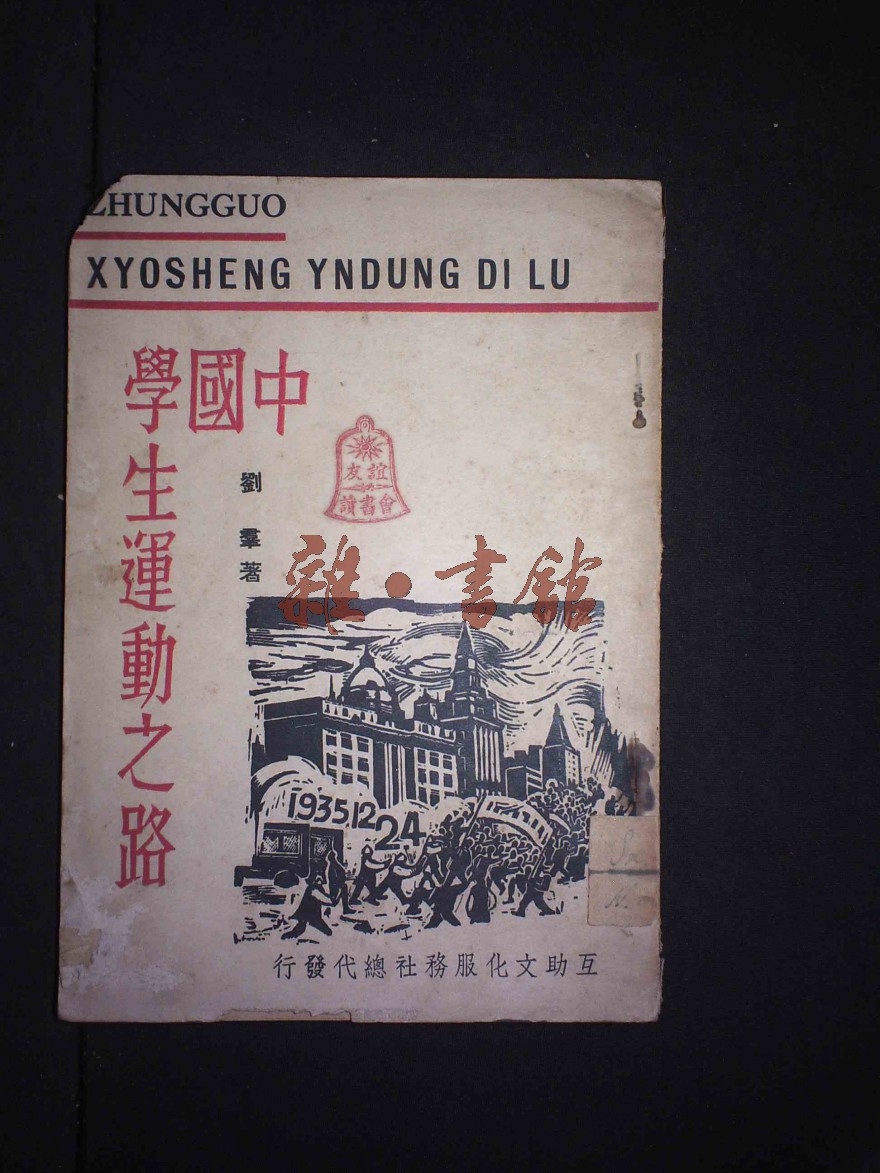 ZHUNGGUO
XYOSHENG YNDUNG DI LU
中國
學生運動之路
劉羣著
友誼
讀書會
雜·書館
1935.12
24
互助文化服務社總代發行